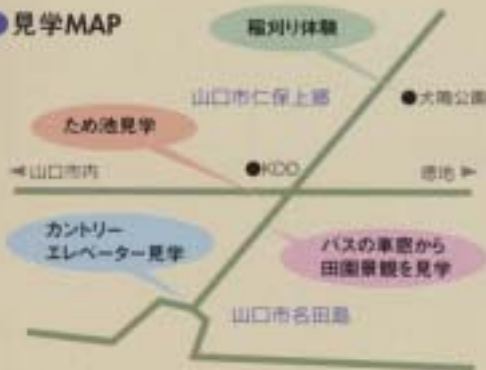 ●見学MAP
稲刈り体験
山口市仁保上郷
●犬鳴公園
ため池見学
◀山口市内
●KDD
徳地▶
カントリー
エレベーター見学
バスの車窓から
田園景観を見学
山口市名田島